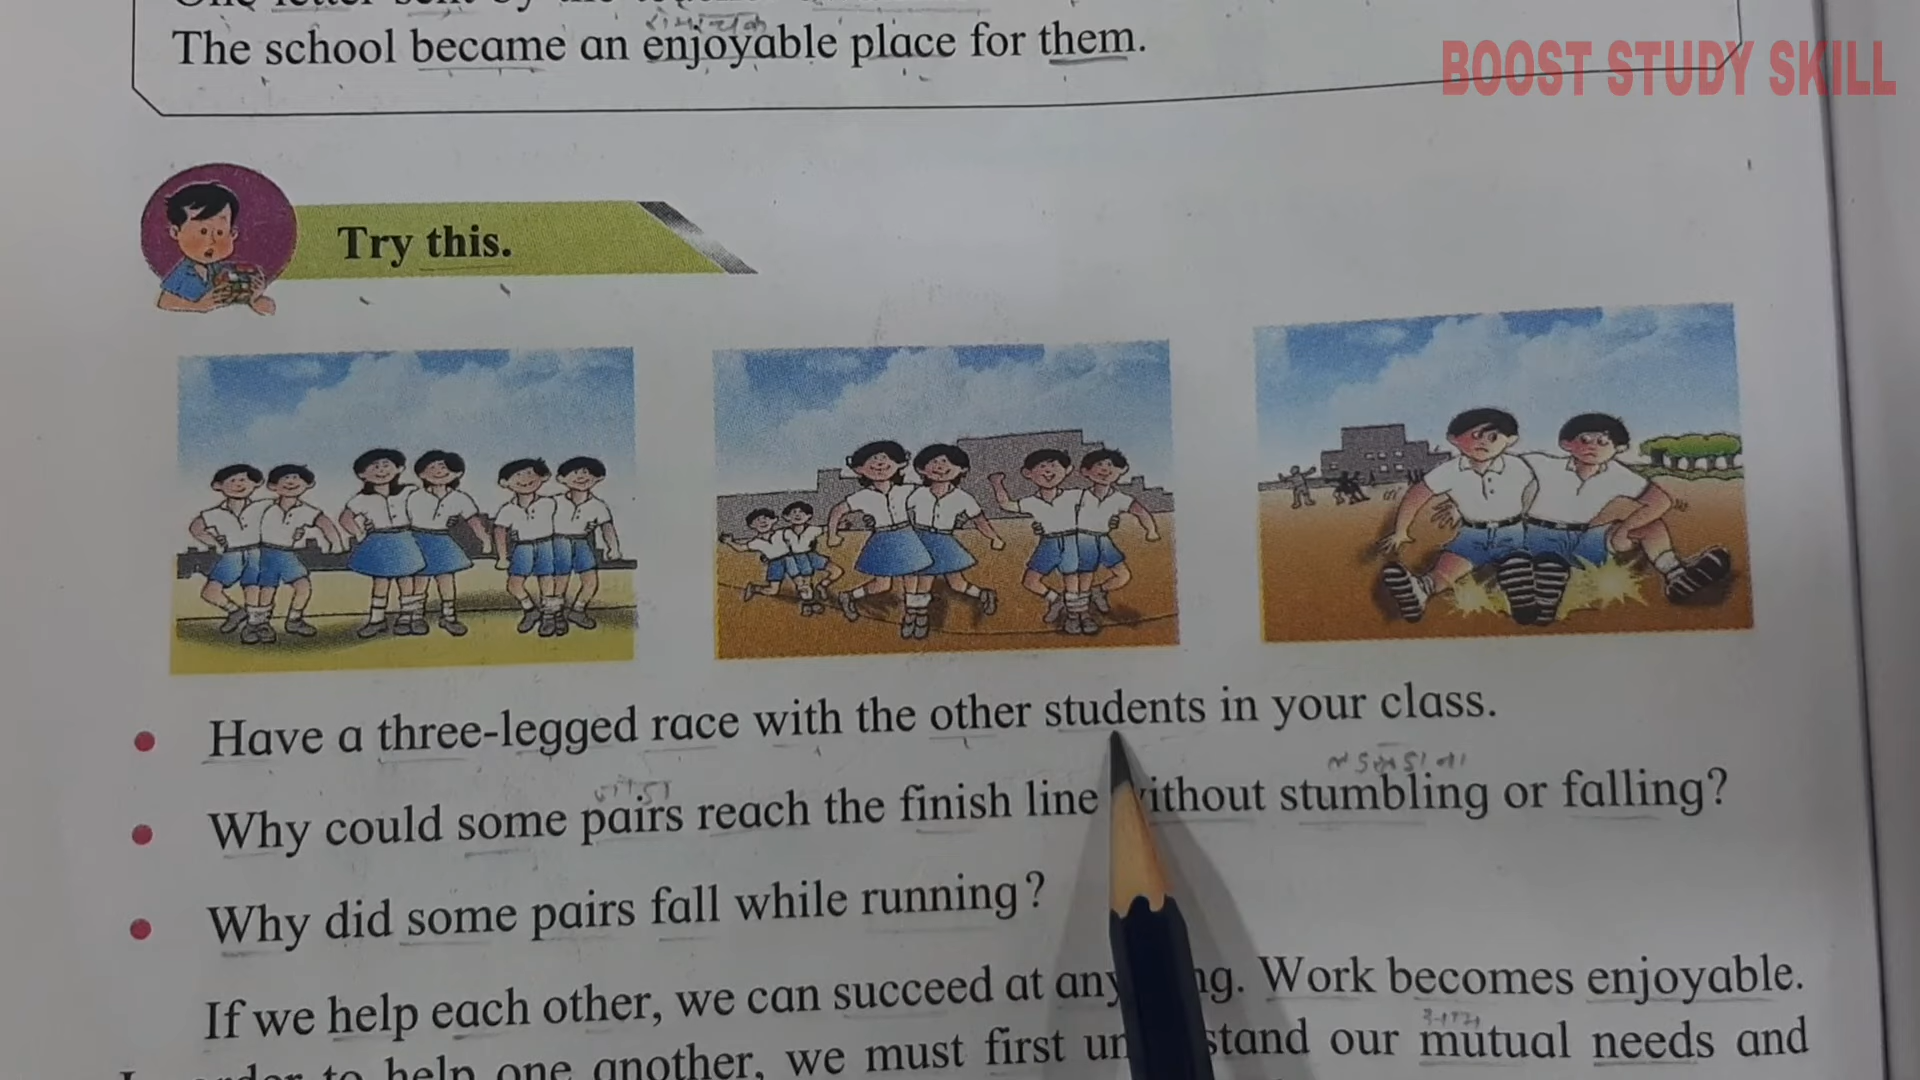 The school became an enjoyable place for them.
BOOST STUDY SKILL
Try this.
Have a three-legged race with the other students in your class.
Why could some pairs reach the finish line without stumbling or falling?
Why did some pairs fall while running?
If we help each other, we can succeed at any ng. Work becomes enjoyable.
to help one another, we must first un stand our mutual needs and